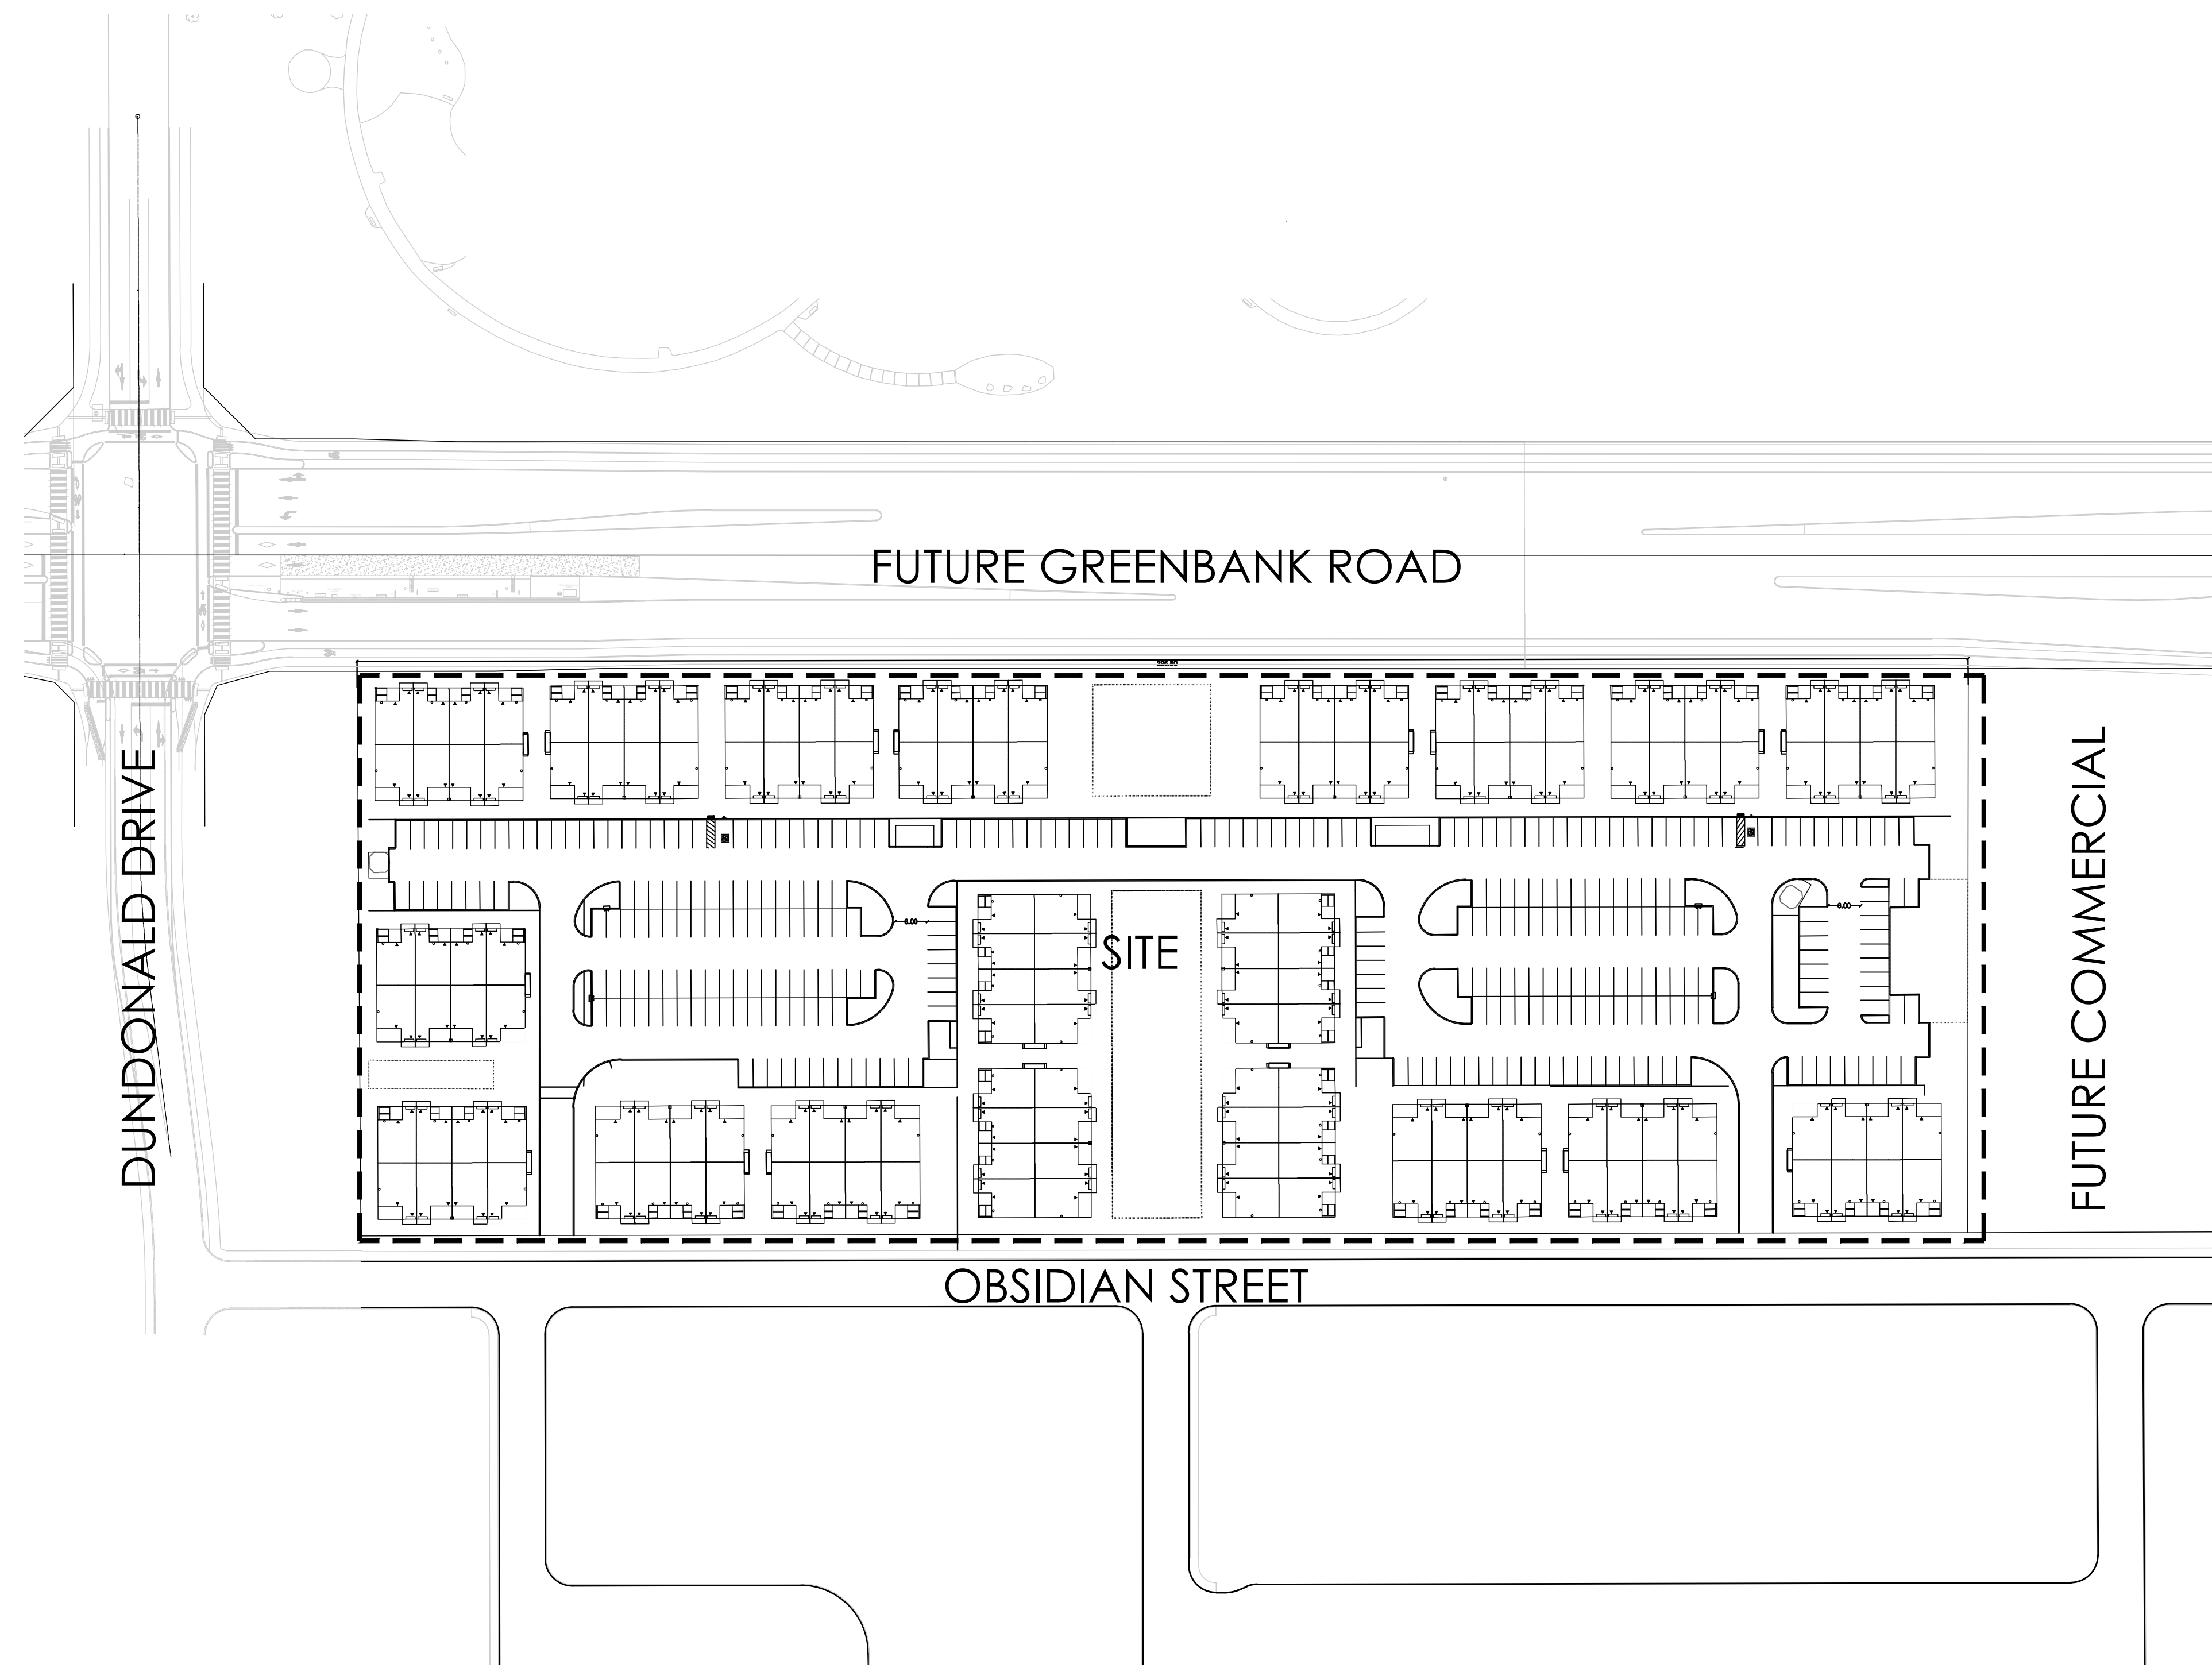 FUTURE GREENBANK ROAD
DUNDONALD DRIVE
6.00
SITE
6.00
FUTURE COMMERCIAL
OBSIDIAN STREET